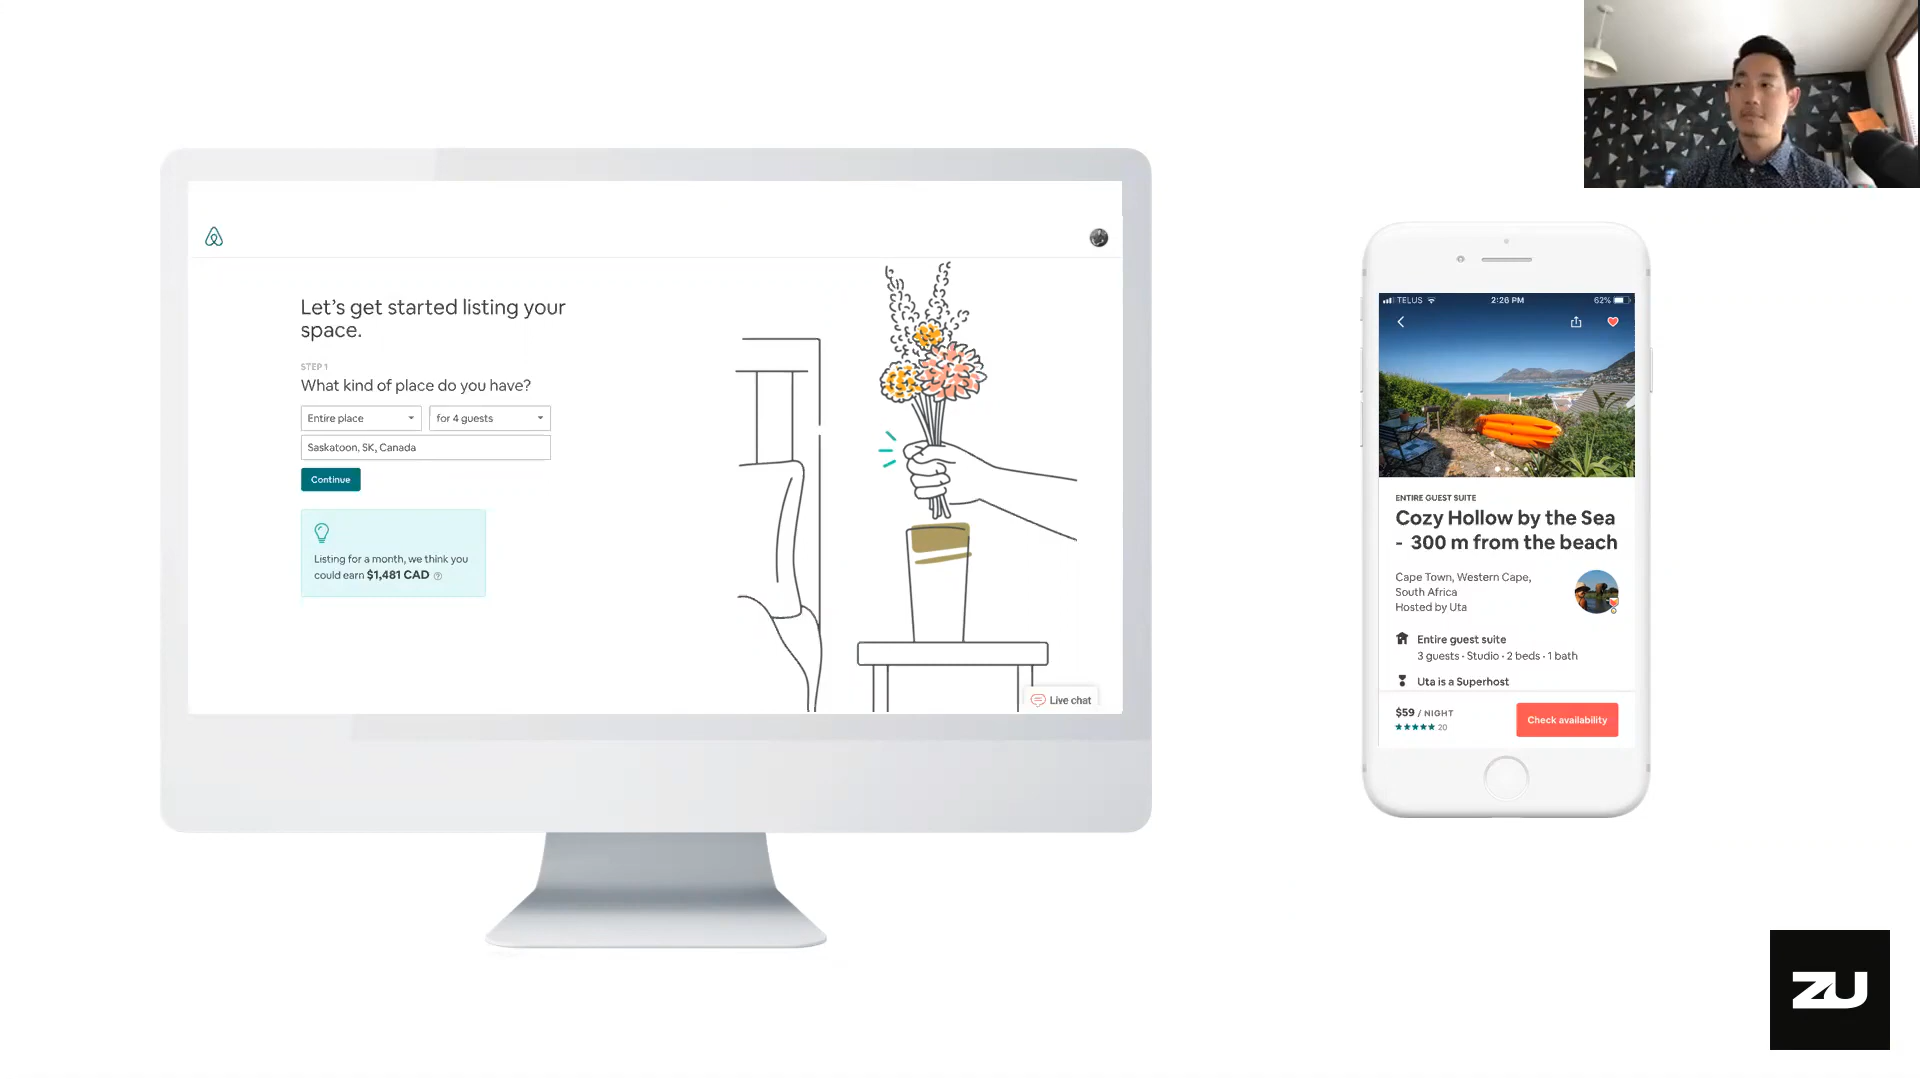 Let's get started listing your
space.
STEP 1
What kind of place do you have?
Entire place
for 4 guests
Saskatoon, SK, Canada
Continue
Listing for a month, we think you
could earn $1,481 CAD ?
Live chat
TELUS 2:26 PM 62%
ENTIRE GUEST SUITE
Cozy Hollow by the Sea
- 300 m from the beach
Cape Town, Western Cape,
South Africa
Hosted by Uta
Entire guest suite
3 guests · Studio · 2 beds · 1 bath
Uta is a Superhost
$59 / NIGHT
★★★★★ 20
Check availability
ZU